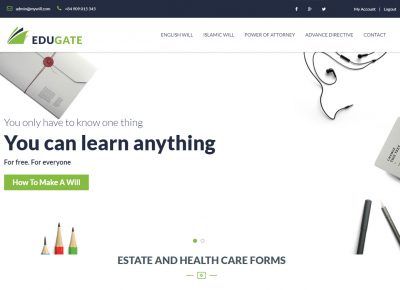 admin@mywill.com +84 909 015 345 My Account | Logout
EDUGATE
ENGLISH WILL ISLAMIC WILL POWER OF ATTORNEY ADVANCE DIRECTIVE CONTACT
You only have to know one thing
You can learn anything
For free. For everyone
How To Make A Will
ESTATE AND HEALTH CARE FORMS